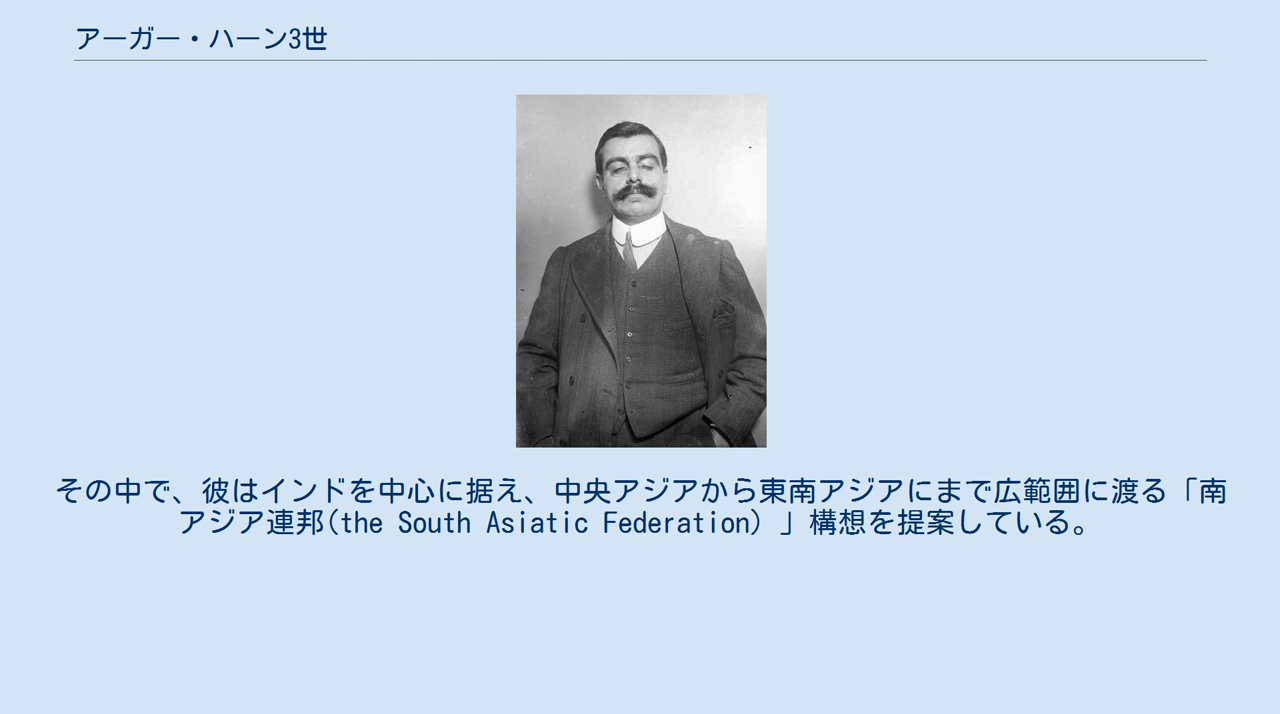 アーガー・ハーン3世
その中で、彼はインドを中心に据え、中央アジアから東南アジアにまで広範囲に渡る「南
アジア連邦(the South Asiatic Federation) 」構想を提案している。